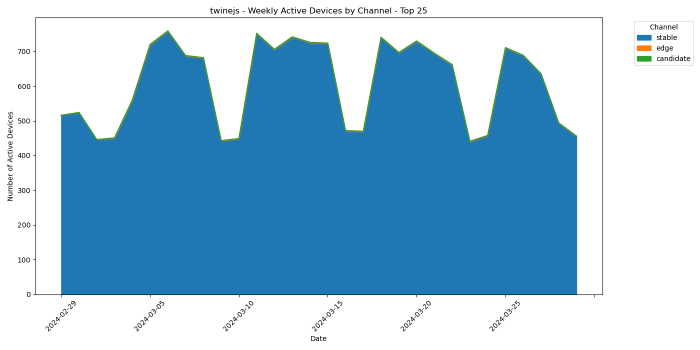 twinejs - Weekly Active Devices by Channel - Top 25
Channel
stable
edge
candidate
Number of Active Devices
700
600
500
400
300
200
100
0
2024-02-29
2024-03-05
2024-03-10
2024-03-15
2024-03-20
2024-03-25
Date